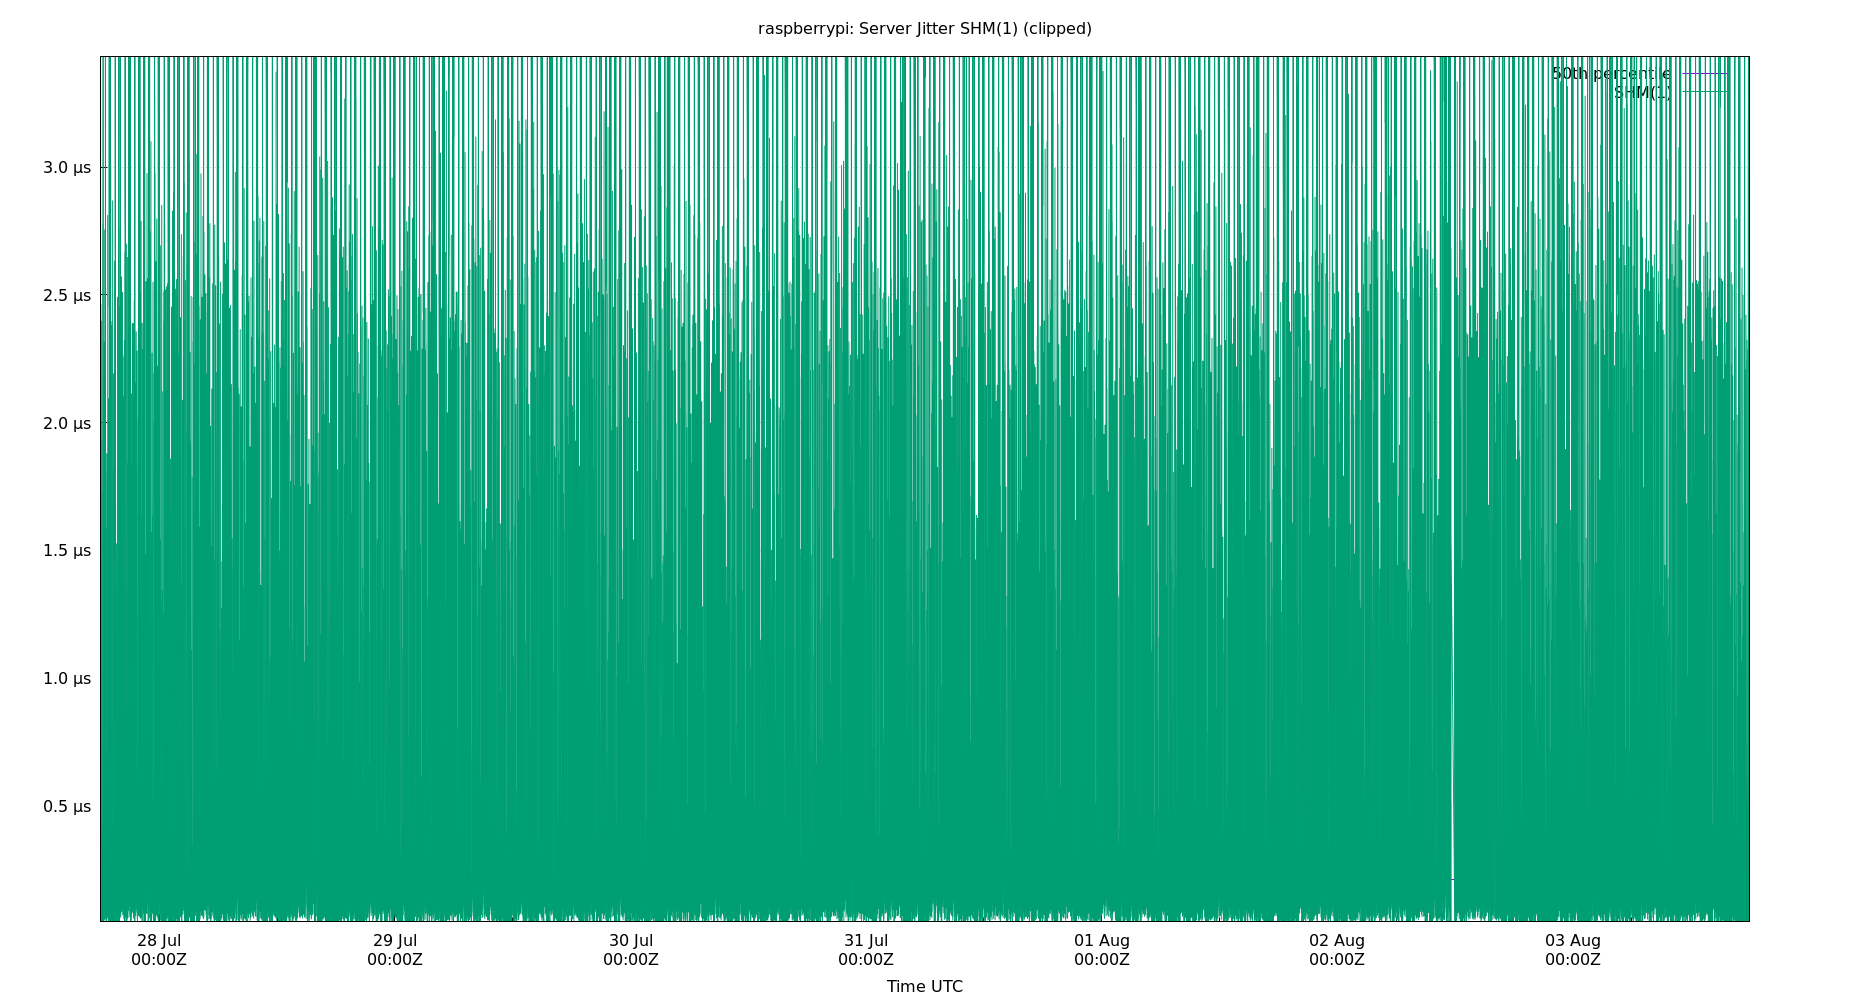 raspberrypi: Server Jitter SHM(1) (clipped)
50th percentile
SHM(1)
3.0 µs
2.5 µs
2.0 µs
1.5 µs
1.0 µs
0.5 µs
28 Jul 29 Jul 30 Jul 31 Jul 01 Aug 02 Aug 03 Aug
00:00Z 00:00Z 00:00Z 00:00Z 00:00Z 00:00Z 00:00Z
Time UTC